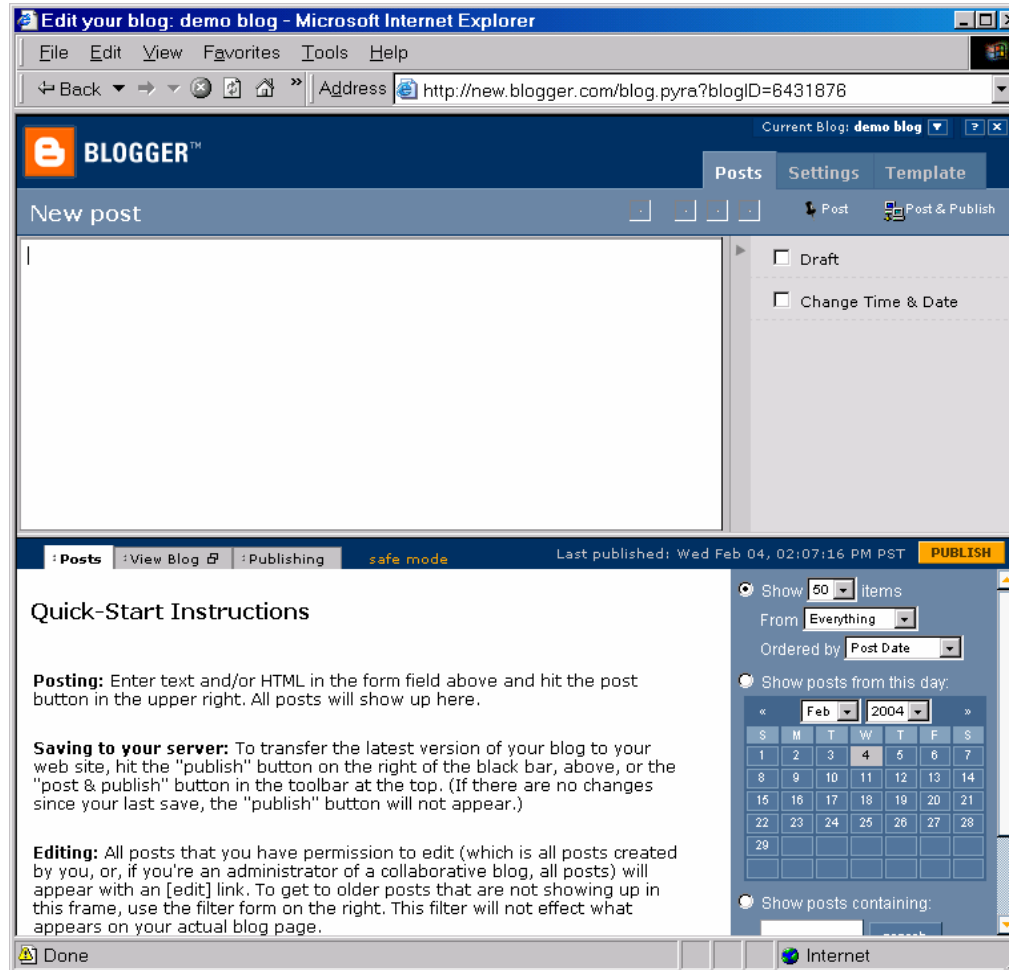 Edit your blog: demo blog - Microsoft Internet Explorer
File Edit View Favorites Tools Help
Back » Address http://new.blogger.com/blog.pyra?blogID=6431876
Current Blog: demo blog ? X
BLOGGER™
Posts Settings Template
New post Post Post & Publish
Draft
Change Time & Date
Posts View Blog Publishing safe mode Last published: Wed Feb 04, 02:07:16 PM PST PUBLISH
Quick-Start Instructions
Posting: Enter text and/or HTML in the form field above and hit the post
button in the upper right. All posts will show up here.
Saving to your server: To transfer the latest version of your blog to your
web site, hit the "publish" button on the right of the black bar, above, or the
"post & publish" button in the toolbar at the top. (If there are no changes
since your last save, the "publish" button will not appear.)
Editing: All posts that you have permission to edit (which is all posts created
by you, or, if you're an administrator of a collaborative blog, all posts) will
appear with an [edit] link. To get to older posts that are not showing up in
this frame, use the filter form on the right. This filter will not effect what
appears on your actual blog page.
Show 50 items
From Everything
Ordered by Post Date
Show posts from this day:
« Feb 2004 »
S M T W T F S
1 2 3 4 5 6 7
8 9 10 11 12 13 14
15 16 17 18 19 20 21
22 23 24 25 26 27 28
29
Show posts containing:
Done Internet